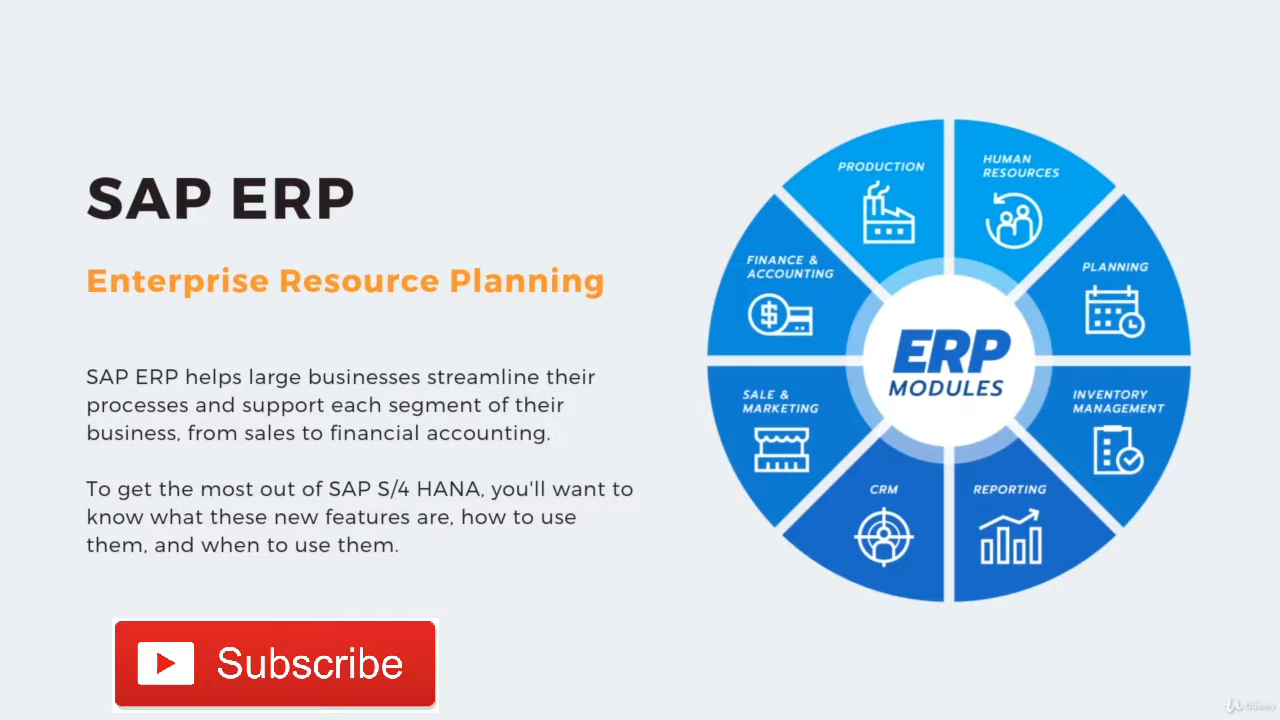 SAP ERP
Enterprise Resource Planning
SAP ERP helps large businesses streamline their
processes and support each segment of their
business, from sales to financial accounting.
To get the most out of SAP S/4 HANA, you'll want to
know what these new features are, how to use
them, and when to use them.
Subscribe
PRODUCTION
HUMAN
RESOURCES
FINANCE &
ACCOUNTING
PLANNING
ERP
MODULES
SALE &
MARKETING
INVENTORY
MANAGEMENT
CRM
REPORTING
Udemy